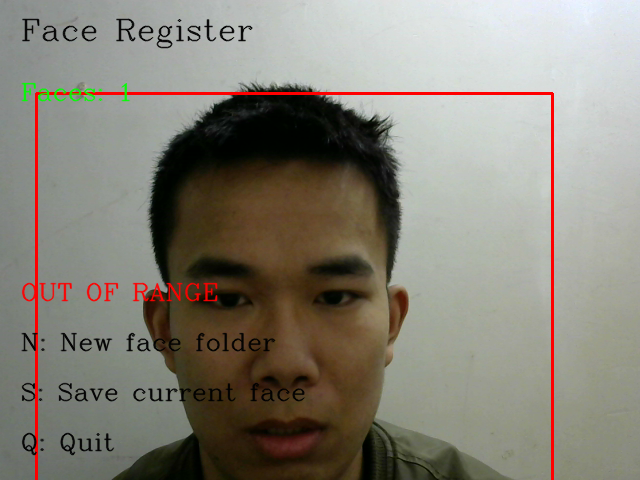 Face Register
Faces: 1
OUT OF RANGE
N: New face folder
S: Save current face
Q: Quit